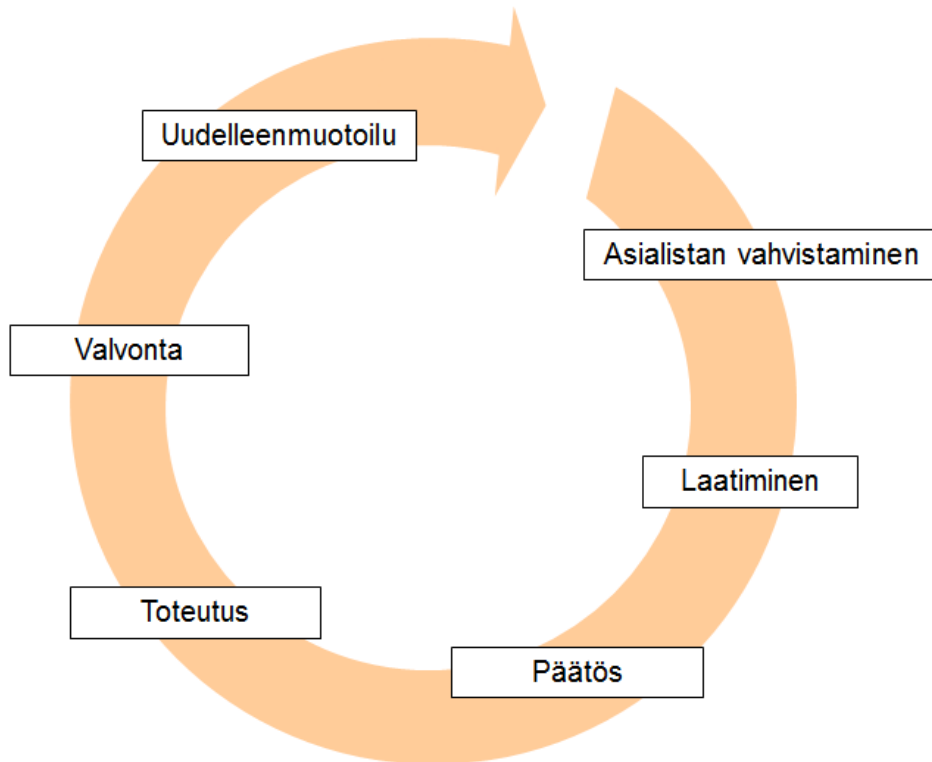 Uudelleenmuotoilu
Asialistan vahvistaminen
Valvonta
Laatiminen
Toteutus
Päätös